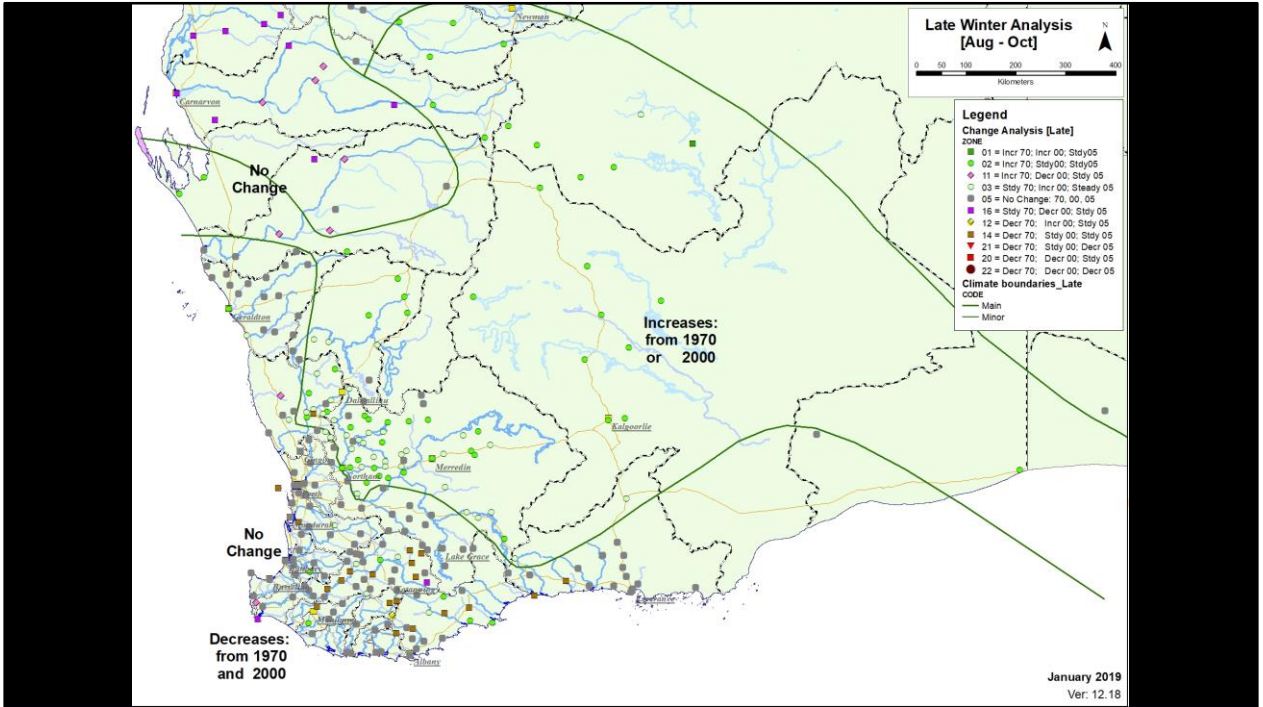 Late Winter Analysis
[Aug - Oct]
N
0 50 100 200 300 400
Kilometers
Legend
Change Analysis [Late]
ZONE
01 = Incr 70; Incr 00; Stdy05
02 = Incr 70; Stdy00; Stdy05
11 = Incr 70; Decr 00; Stdy 05
03 = Stdy 70; Incr 00; Steady 05
05 = No Change: 70, 00, 05
16 = Stdy 70; Decr 00; Stdy 05
12 = Decr 70; Incr 00; Stdy 05
14 = Decr 70; Stdy 00; Stdy 05
21 = Decr 70; Stdy 00; Decr 05
20 = Decr 70; Decr 00; Stdy 05
22 = Decr 70; Decr 00; Decr 05
Climate boundaries_Late
CODE
Main
Minor
Newman
Carnarvon
No
Change
Geraldton
Increases:
from 1970
or 2000
Dalwallinu
Kalgoorlie
Merredin
Northam
Perth
Mandurah
No
Change
Lake Grace
Katanning
Esperance
Manjimup
Decreases:
from 1970
and 2000
Albany
January 2019
Ver: 12.18